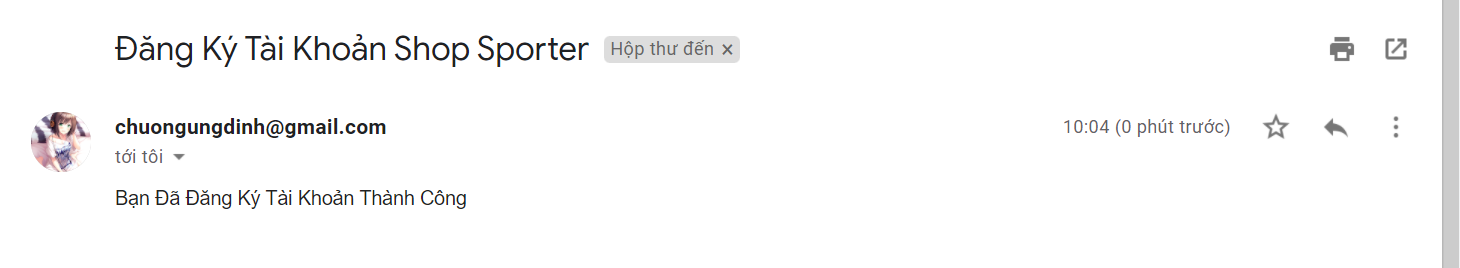 Đăng Ký Tài Khoản Shop Sporter Hộp thư đến ×
chuongungdinh@gmail.com 10:04 (0 phút trước)
tới tôi
Bạn Đã Đăng Ký Tài Khoản Thành Công